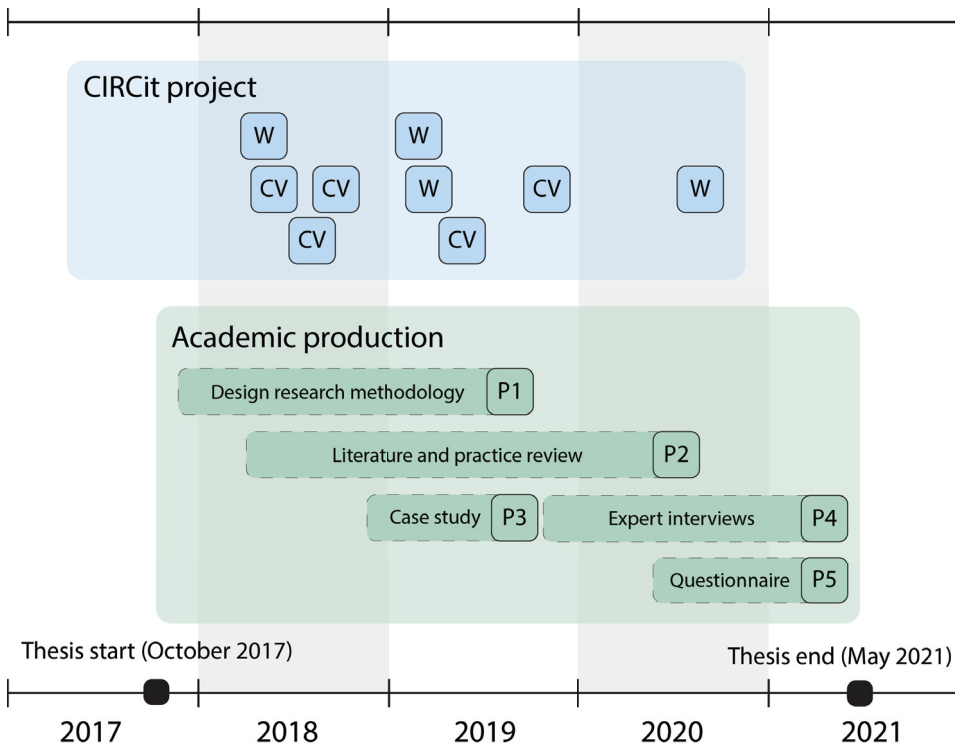 CIRCit project
W
W
CV
CV
W
CV
W
CV
CV
Academic production
Design research methodology
P1
Literature and practice review
P2
Case study
P3
Expert interviews
P4
Questionnaire
P5
Thesis start (October 2017)
Thesis end (May 2021)
2017
2018
2019
2020
2021